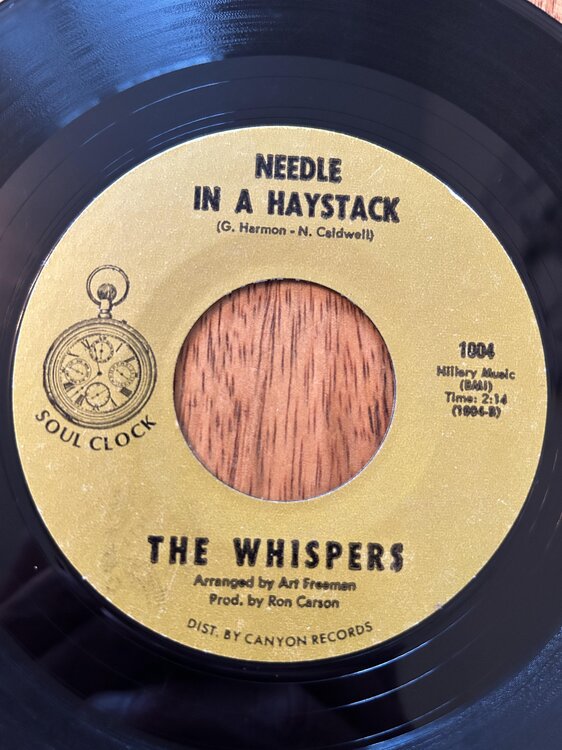 NEEDLE
IN A HAYSTACK
(G. Harmon - N. Caldwell)
SOUL CLOCK
1004
Hillary Music
(BMI)
Time: 2:14
(1004-B)
THE WHISPERS
Arranged by Art Freeman
Prod. by Ron Carson
DIST. BY CANYON RECORDS